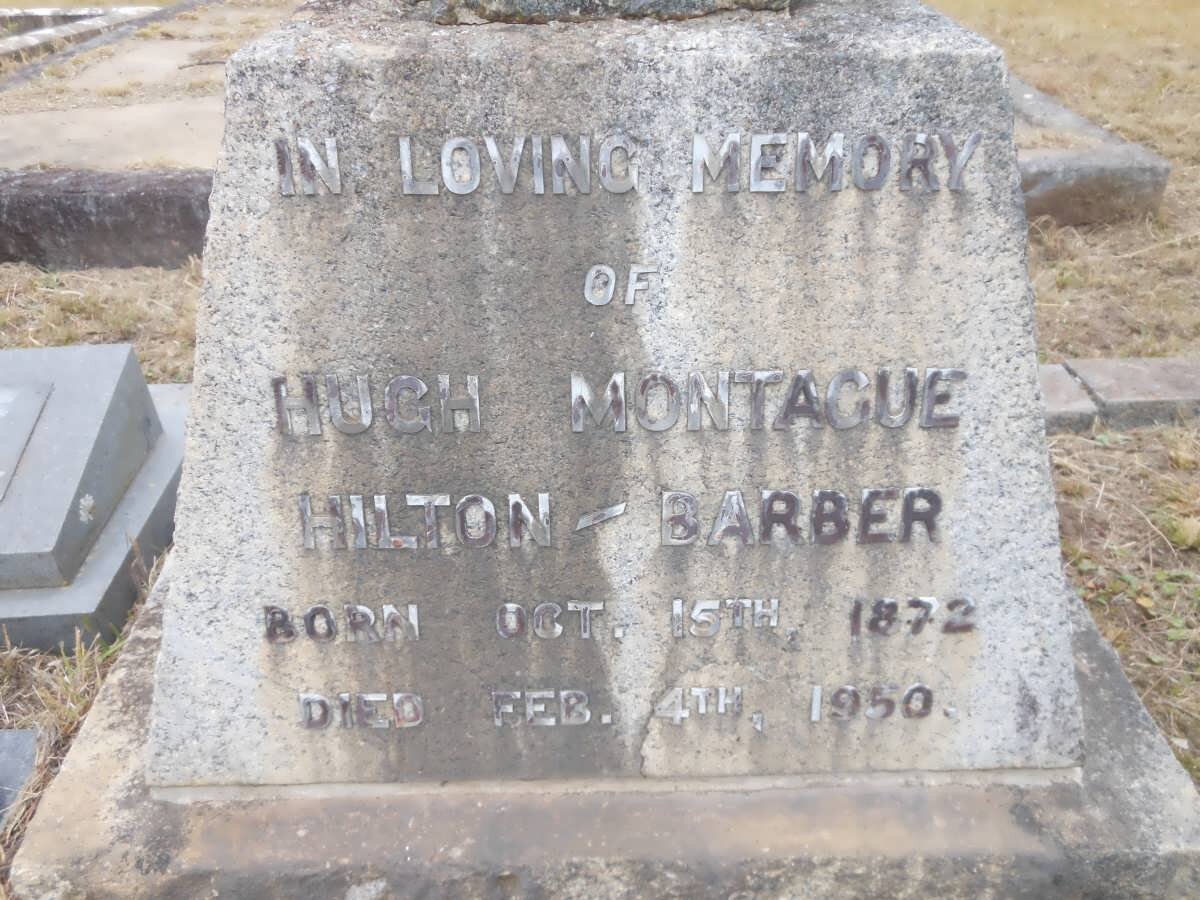 IN LOVING MEMORY
OF
HUGH MONTAGUE
HILTON - BARBER
BORN OCT. 15TH, 1872
DIED FEB. 4TH, 1950.